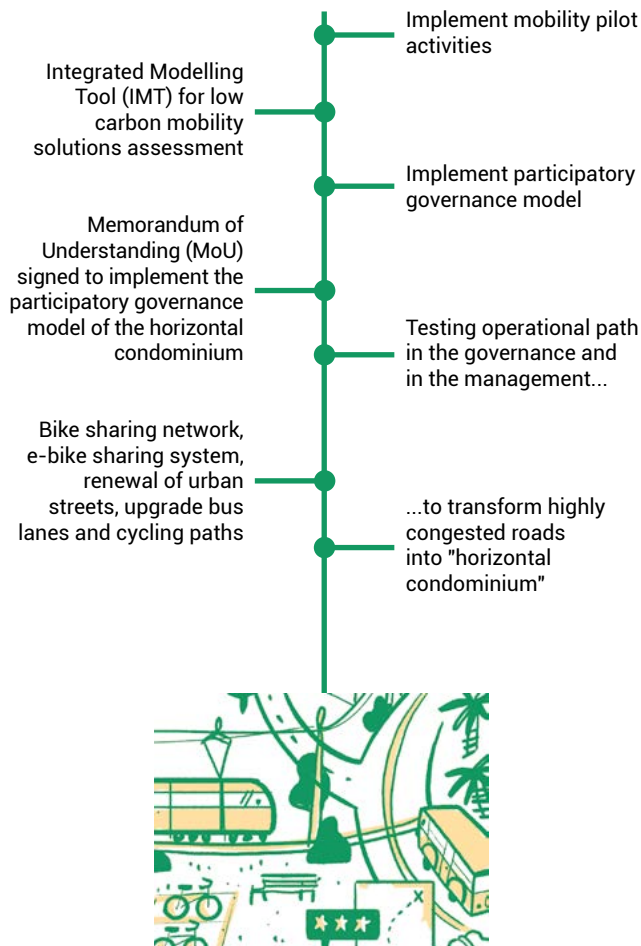 Implement mobility pilot
activities
Integrated Modelling
Tool (IMT) for low
carbon mobility
solutions assessment
Implement participatory
governance model
Memorandum of
Understanding (MoU)
signed to implement the
participatory governance
model of the horizontal
condominium
Testing operational path
in the governance and
in the management...
Bike sharing network,
e-bike sharing system,
renewal of urban
streets, upgrade bus
lanes and cycling paths
...to transform highly
congested roads
into "horizontal
condominium"
x